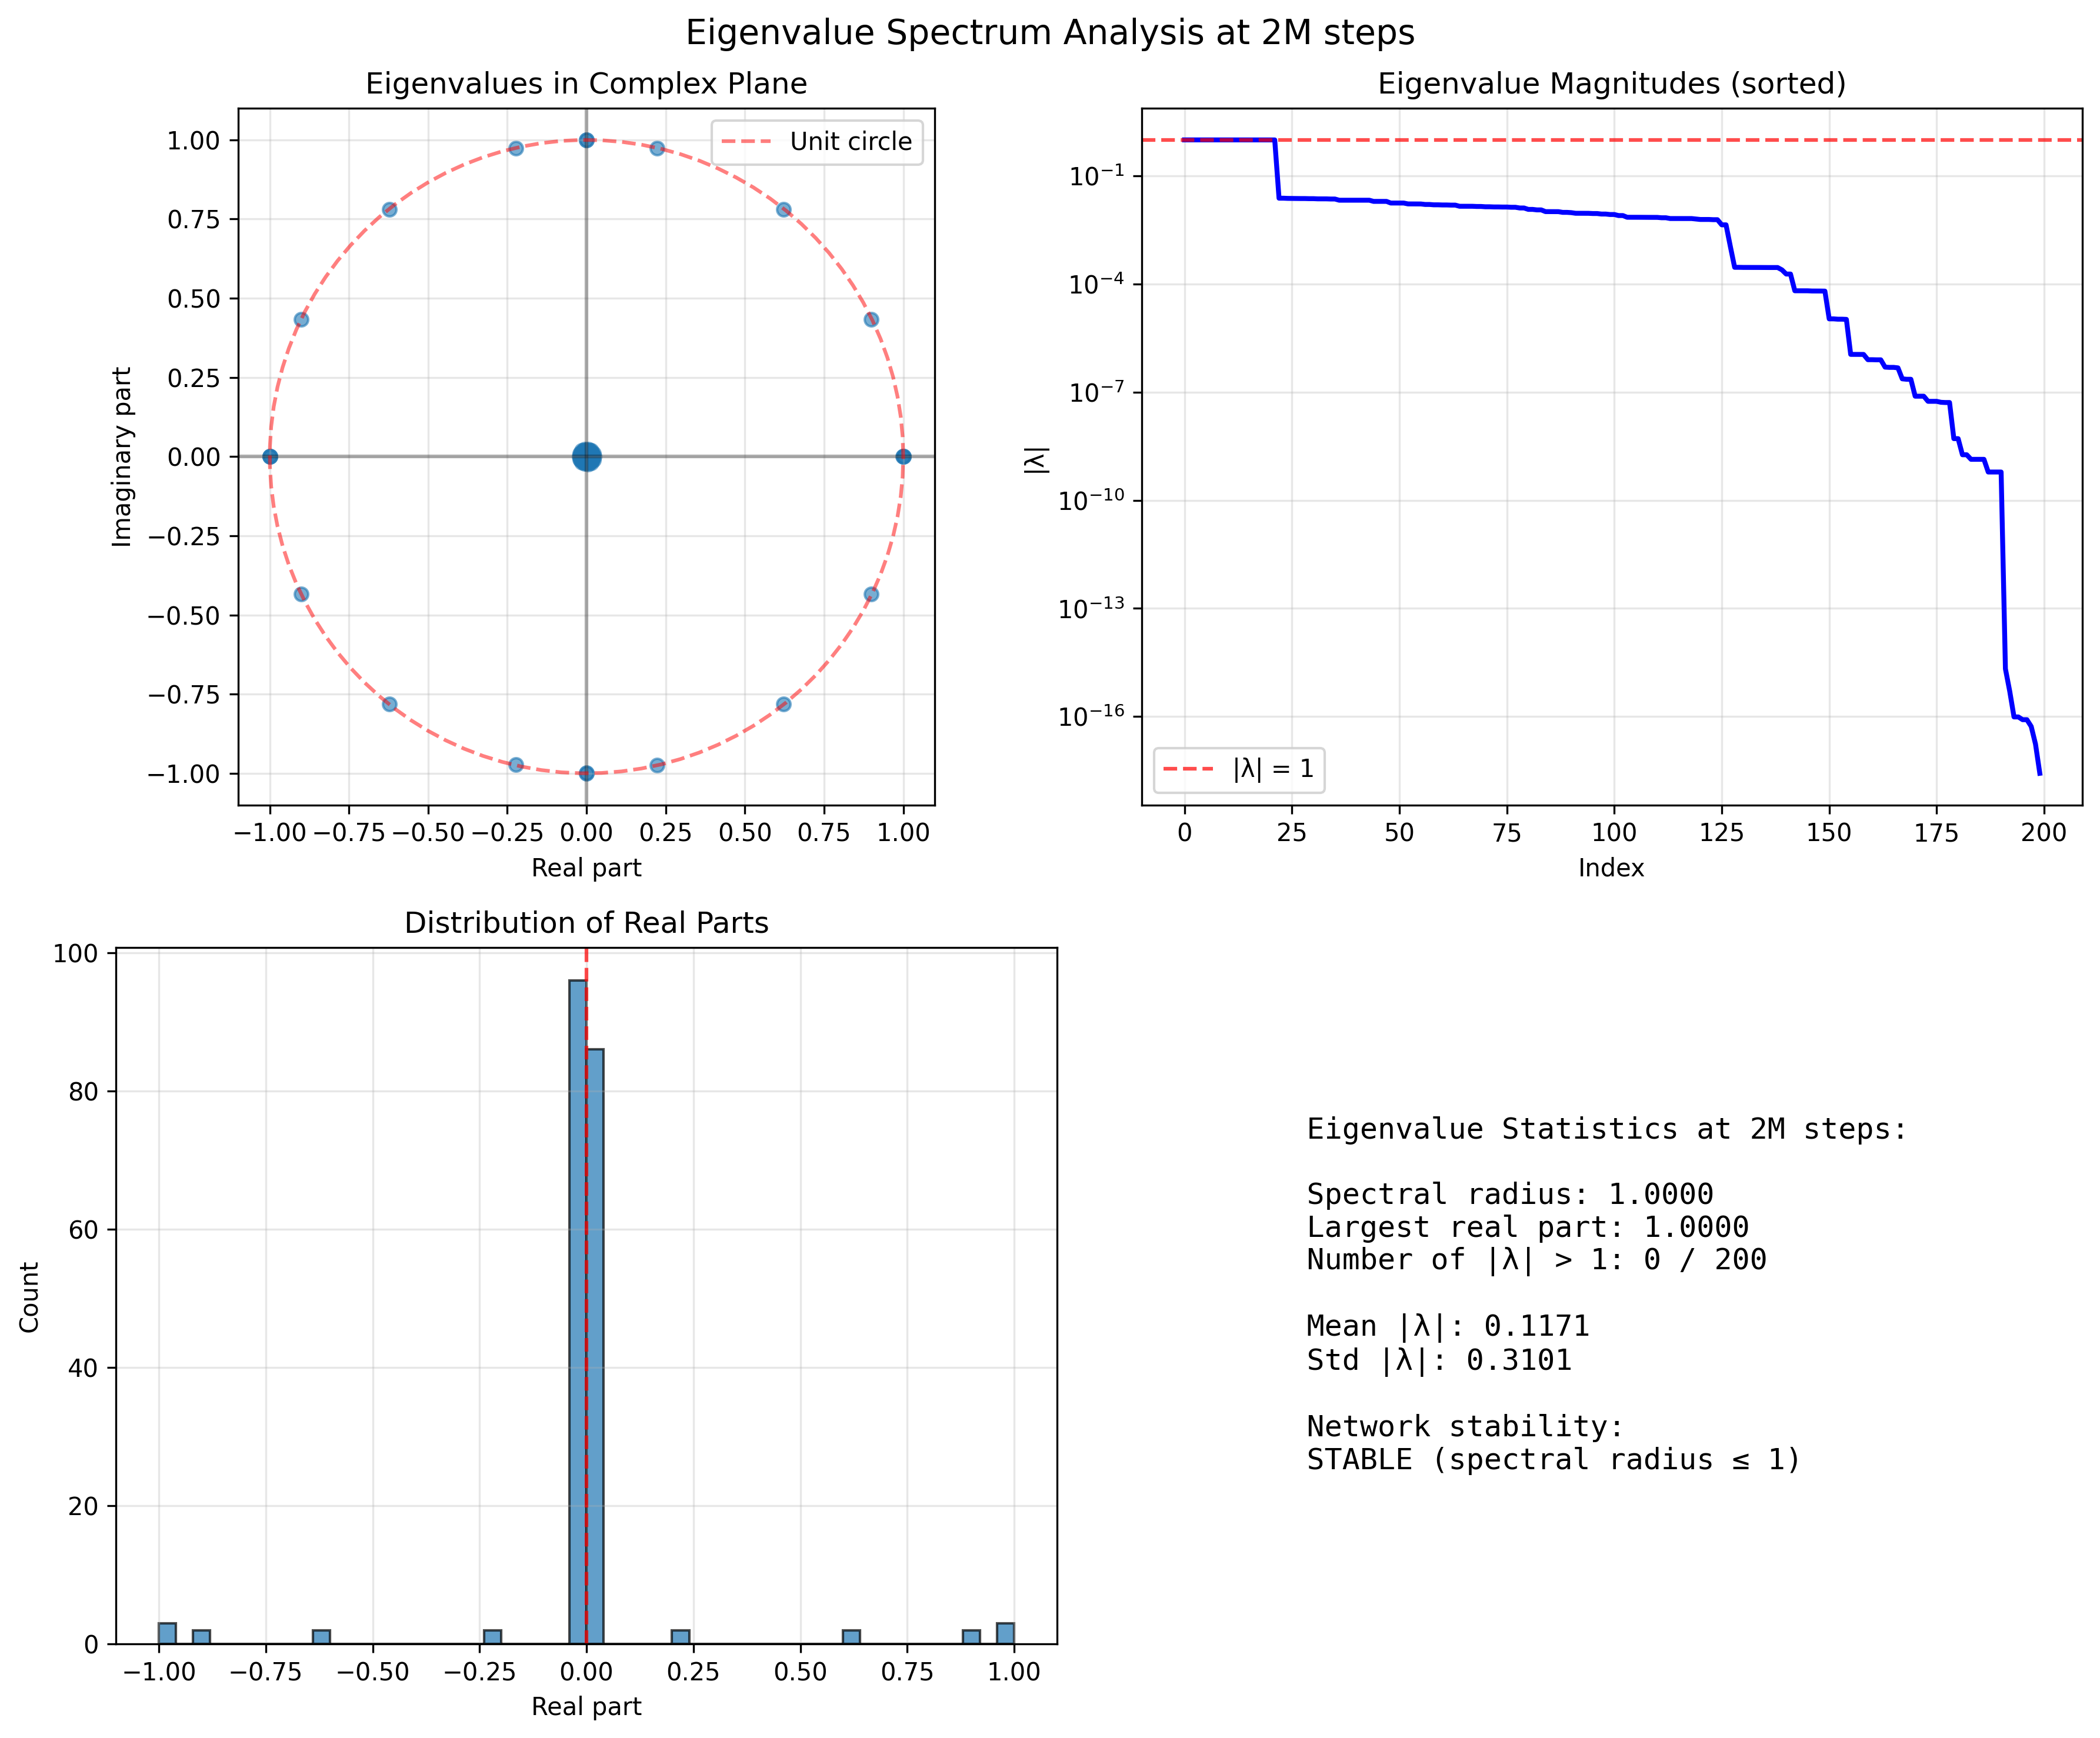 Eigenvalue Spectrum Analysis at 2M steps
Eigenvalues in Complex Plane
Unit circle
1.00
0.75
0.50
0.25
0.00
−0.25
−0.50
−0.75
−1.00
Imaginary part
−1.00 −0.75 −0.50 −0.25 0.00 0.25 0.50 0.75 1.00
Real part
Eigenvalue Magnitudes (sorted)
10⁻¹
10⁻⁴
10⁻⁷
10⁻¹⁰
10⁻¹³
10⁻¹⁶
|λ|
|λ| = 1
0 25 50 75 100 125 150 175 200
Index
Distribution of Real Parts
100
80
60
40
20
0
Count
−1.00 −0.75 −0.50 −0.25 0.00 0.25 0.50 0.75 1.00
Real part
Eigenvalue Statistics at 2M steps:
Spectral radius: 1.0000
Largest real part: 1.0000
Number of |λ| > 1: 0 / 200
Mean |λ|: 0.1171
Std |λ|: 0.3101
Network stability:
STABLE (spectral radius ≤ 1)